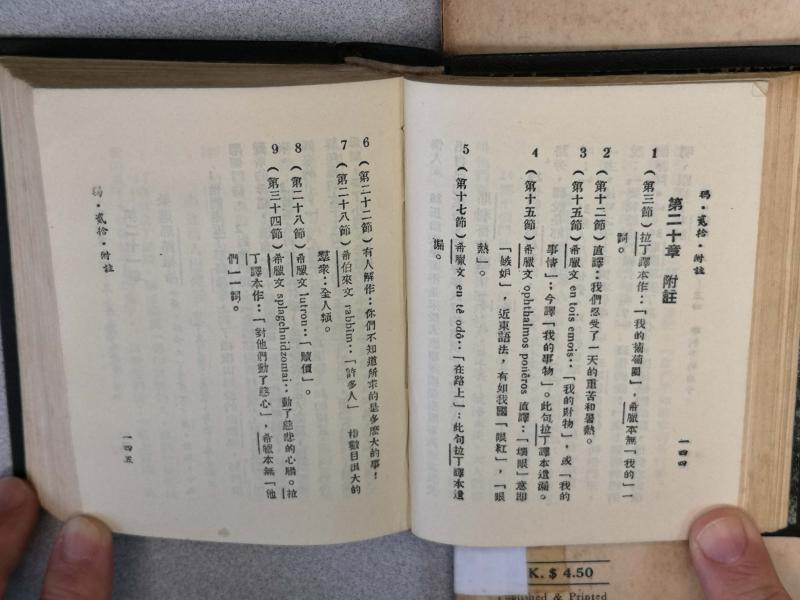 瑪·貳拾·附註
一四四
第二十章 附註
1（第三節）拉丁譯本作：「我的葡萄園」，希臘本無「我的」一
詞。
2（第十二節）直譯：我們忍受了一天的重苦和暑熱。
3（第十五節）希臘文 en tois emois：「我的財物」，或「我的
事情」；今譯「我的事物」。此句拉丁譯本遺漏。
4（第十五節）希臘文 ophthalmos ponēros 直譯：「壞眼」意即
「嫉妒」，近東語法，有如我國「眼紅」，「眼
熱」。
5（第十七節）希臘文 en tē odō：「在路上」：此句拉丁譯本遺
漏。
6（第二十二節）有人解作：你們不知道所求的是多麼大的事！
7（第二十八節）希伯來文 rabbîm：「許多人」 指數目很大的
羣衆：全人類。
8（第二十八節）希臘文 lutron：「贖價」。
9（第三十四節）希臘文 splagchnidzomai：動了慈悲的心腸。拉
丁譯本作：「對他們動了慈心」，希臘本無「他
們」一詞。
瑪·貳拾·附註
一四五
K. $ 4.50
& Printed